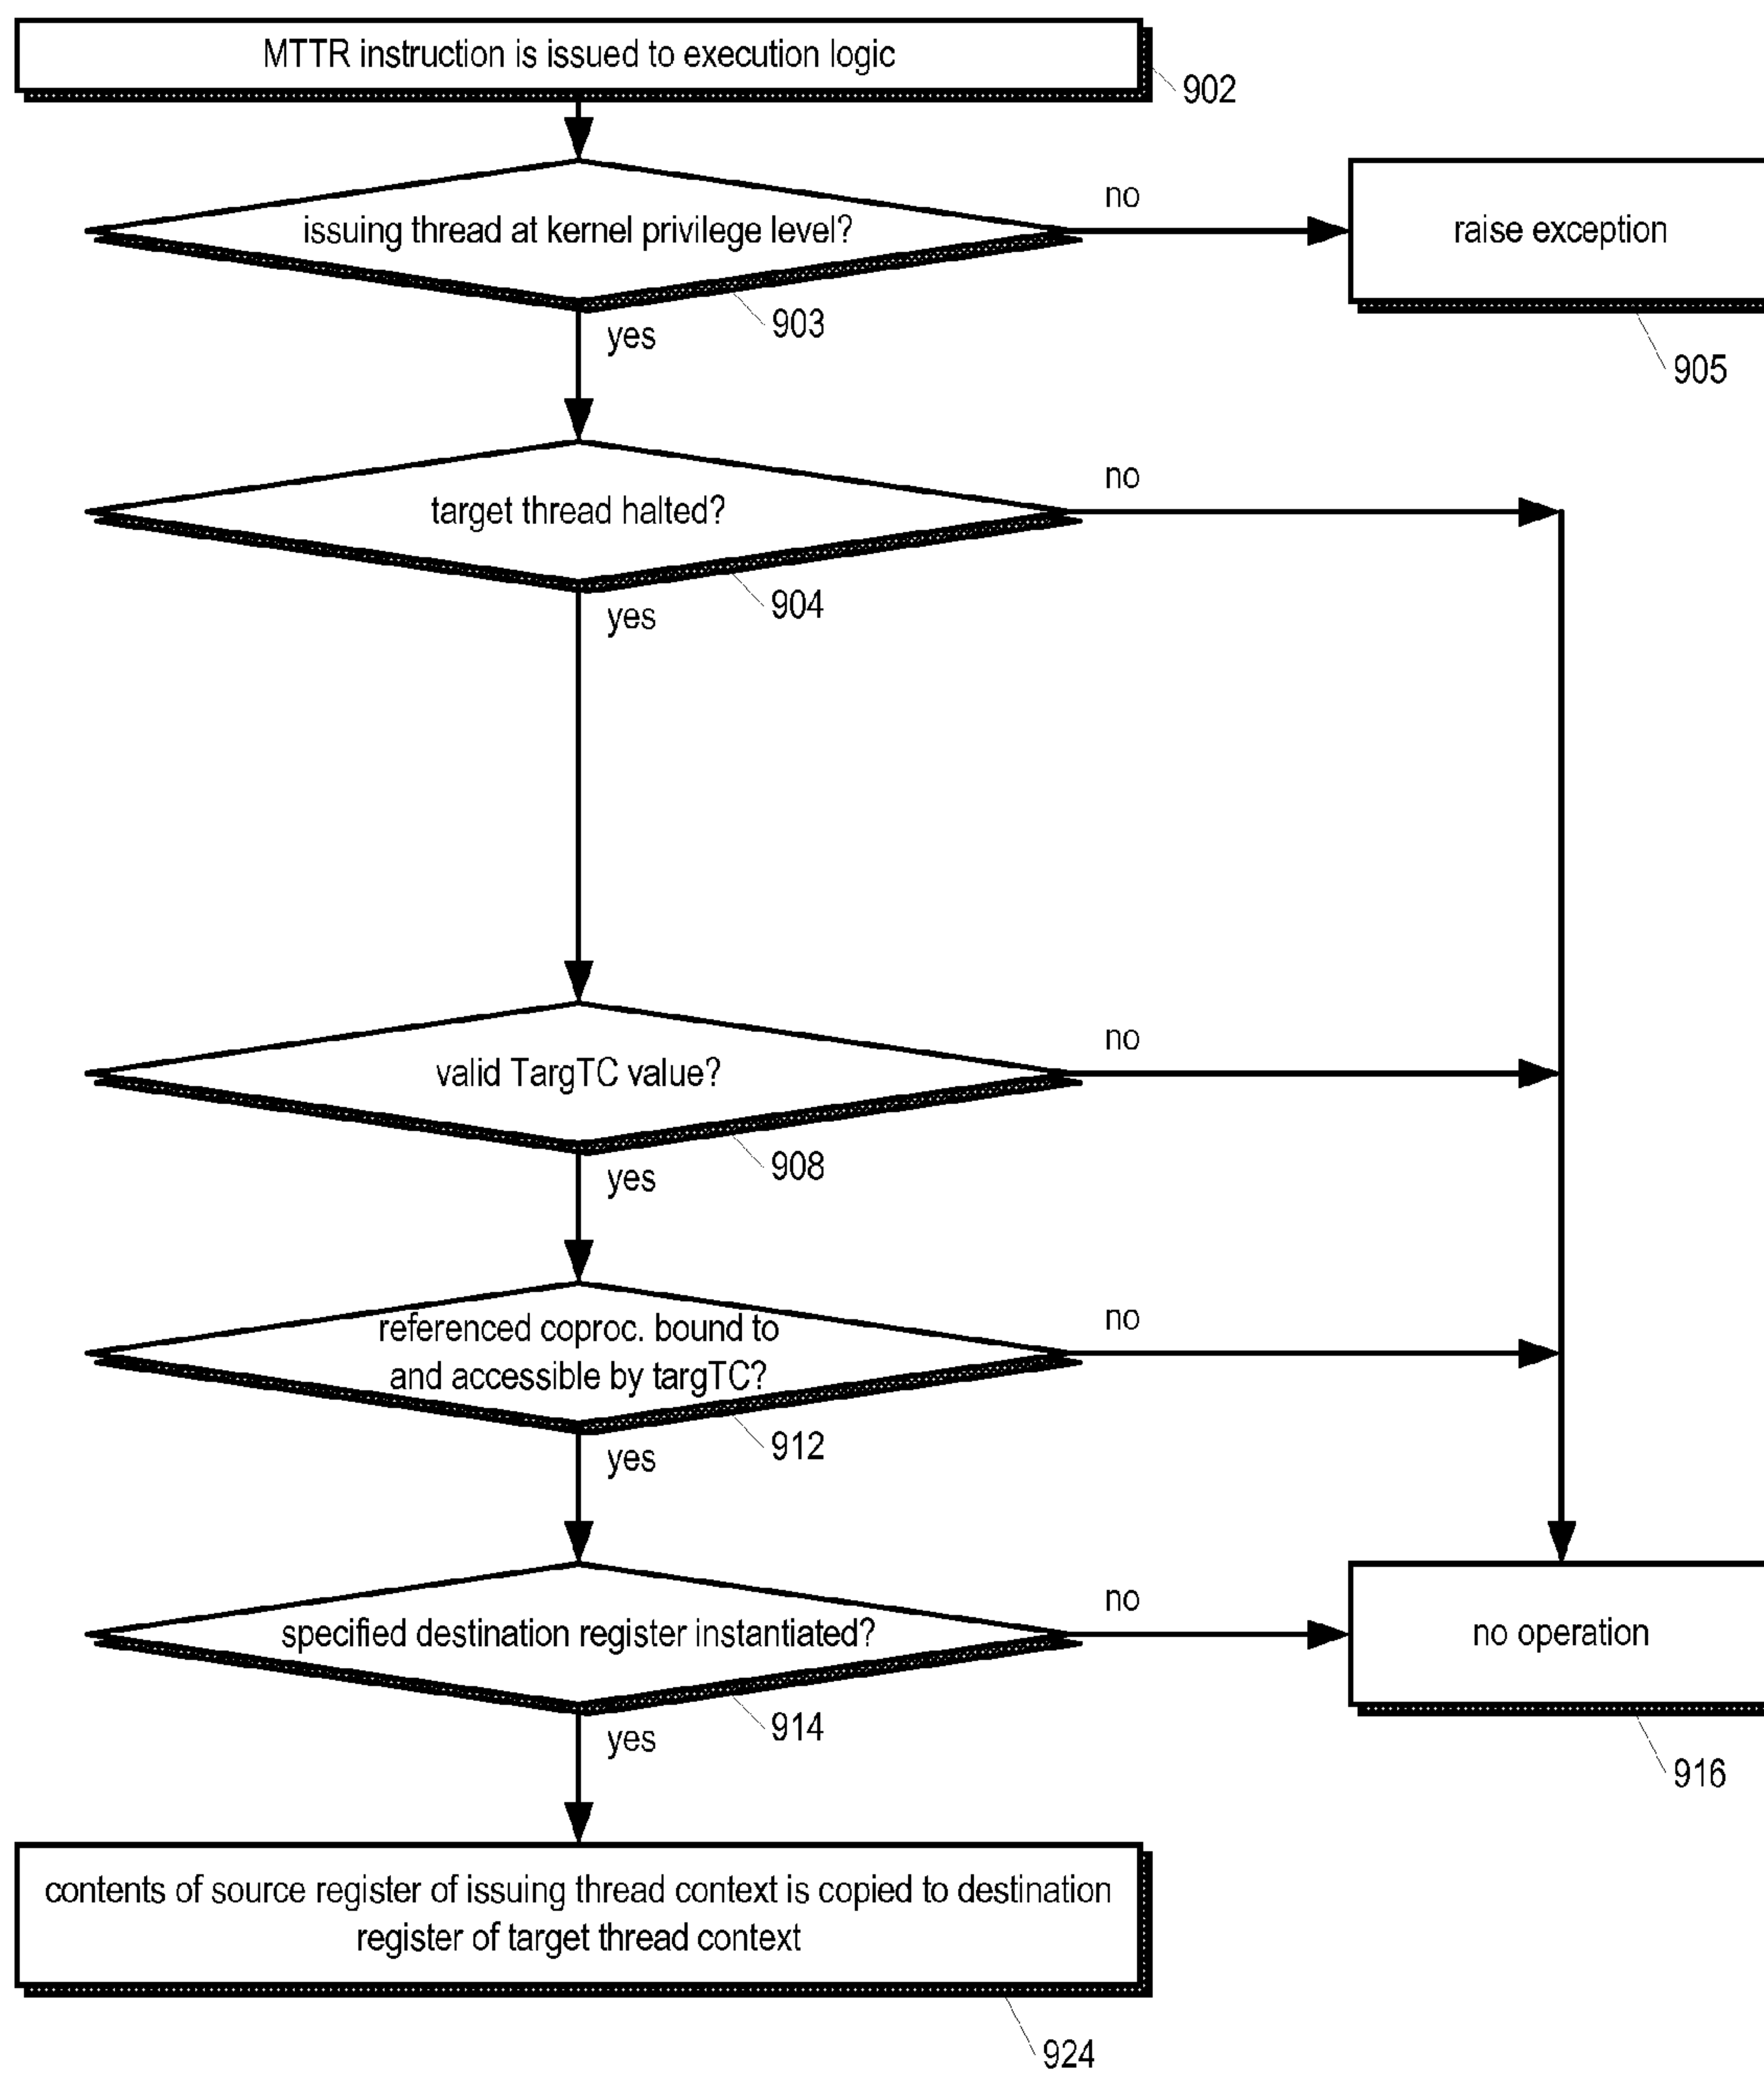 MTTR instruction is issued to execution logic
902
issuing thread at kernel privilege level?
no
raise exception
903
yes
905
target thread halted?
no
904
yes
valid TargTC value?
no
908
yes
referenced coproc. bound to
and accessible by targTC?
no
912
yes
specified destination register instantiated?
no
no operation
914
yes
916
contents of source register of issuing thread context is copied to destination
register of target thread context
924